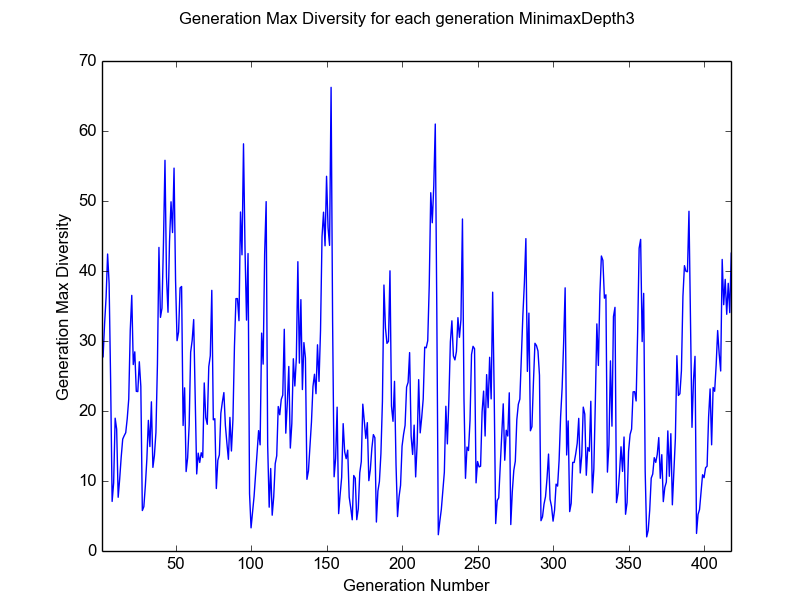 Generation Max Diversity for each generation MinimaxDepth3
70
60
50
40
30
20
10
0
Generation Max Diversity
50 100 150 200 250 300 350 400
Generation Number